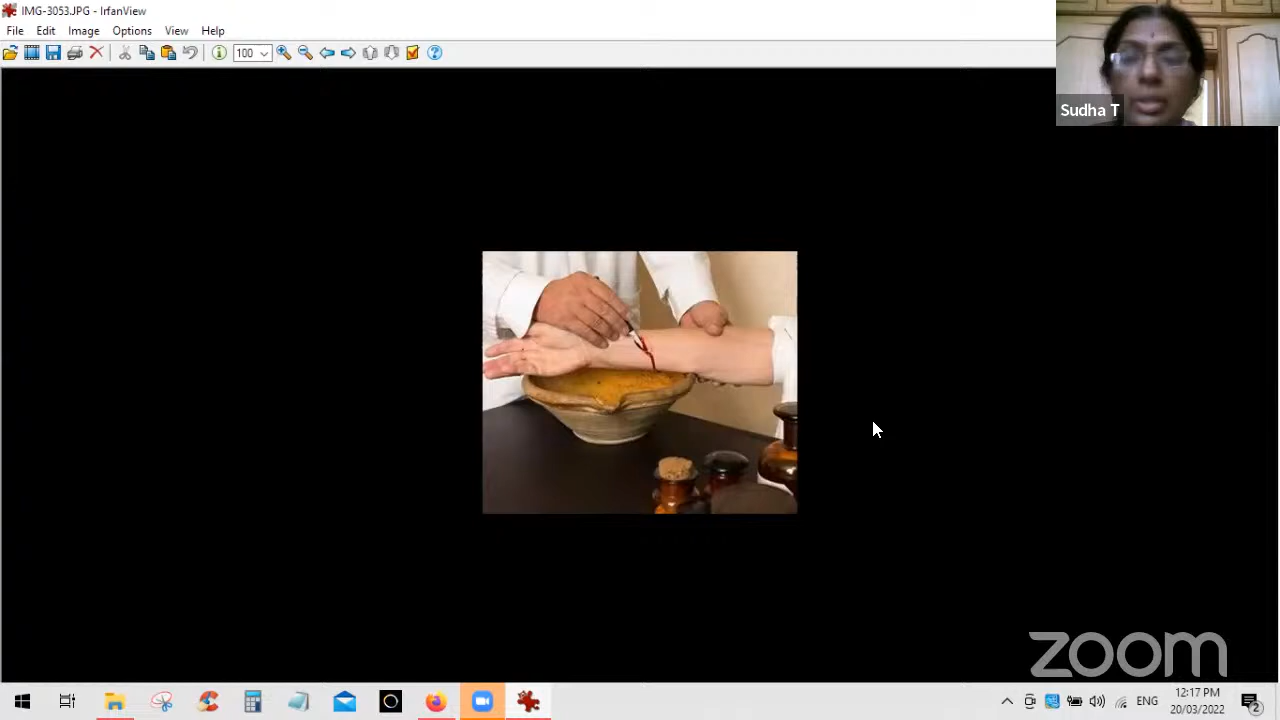 IMG-3053.JPG - IrfanView
File Edit Image Options View Help
100
Sudha T
zoom
ENG
12:17 PM
20/03/2022
2